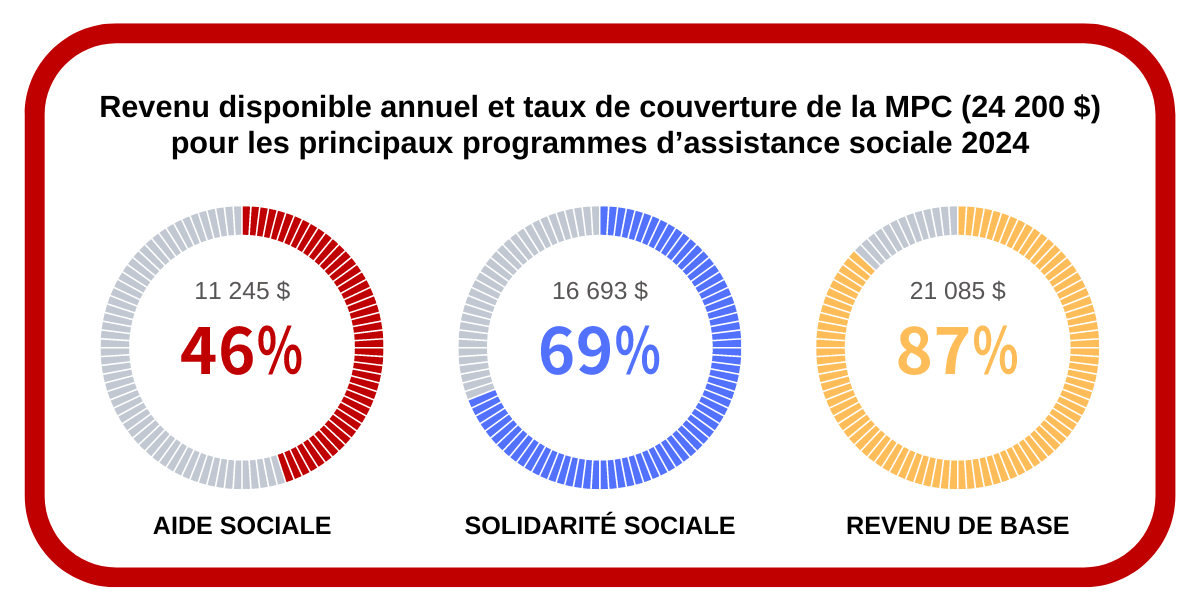 Revenu disponible annuel et taux de couverture de la MPC (24 200 $)
pour les principaux programmes d’assistance sociale 2024
11 245 $
46%
AIDE SOCIALE
16 693 $
69%
SOLIDARITÉ SOCIALE
21 085 $
87%
REVENU DE BASE